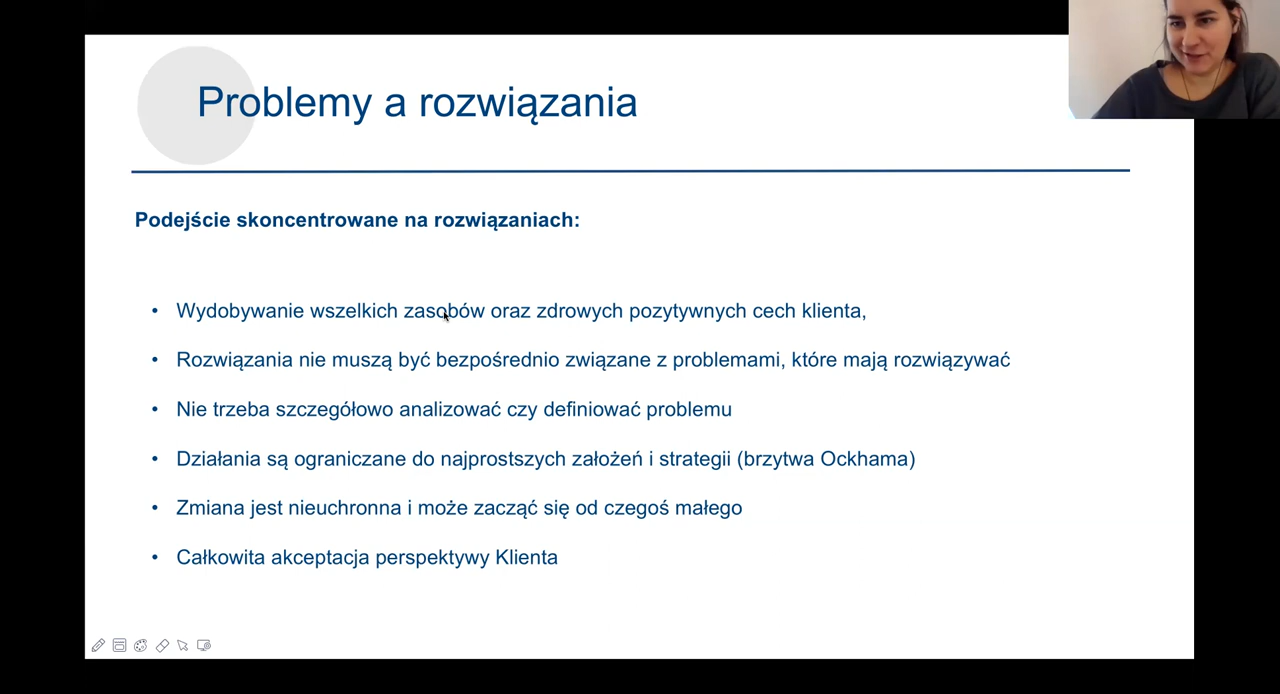 Problemy a rozwiązania
Podejście skoncentrowane na rozwiązaniach:
• Wydobywanie wszelkich zasobów oraz zdrowych pozytywnych cech klienta,
• Rozwiązania nie muszą być bezpośrednio związane z problemami, które mają rozwiązywać
• Nie trzeba szczegółowo analizować czy definiować problemu
• Działania są ograniczane do najprostszych założeń i strategii (brzytwa Ockhama)
• Zmiana jest nieuchronna i może zacząć się od czegoś małego
• Całkowita akceptacja perspektywy Klienta